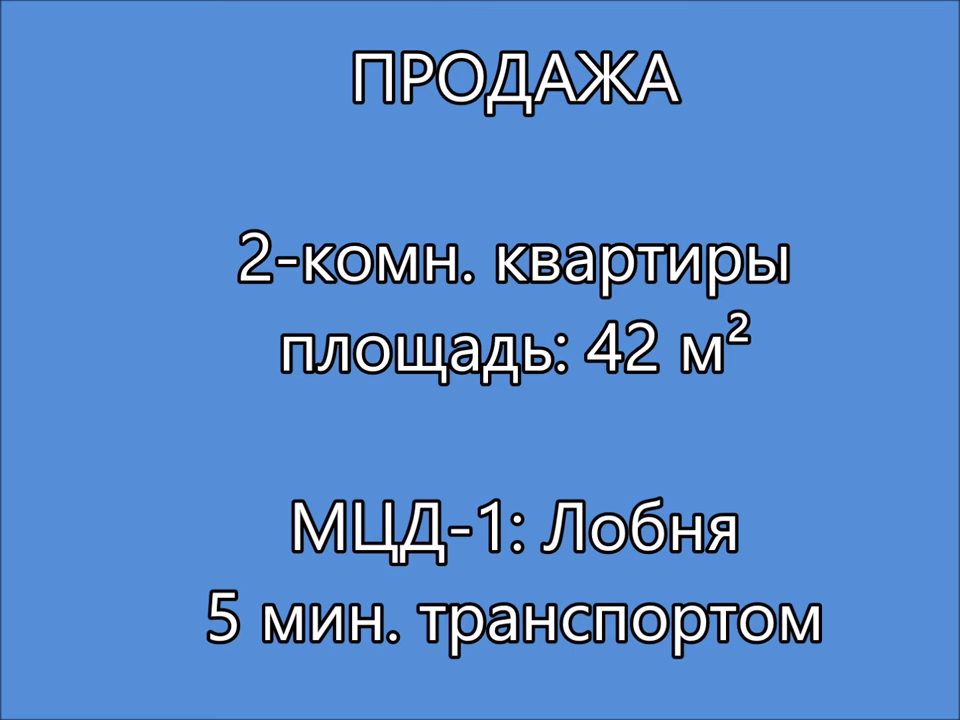 ПРОДАЖА
2-комн. квартиры
площадь: 42 м²
МЦД-1: Лобня
5 мин. транспортом